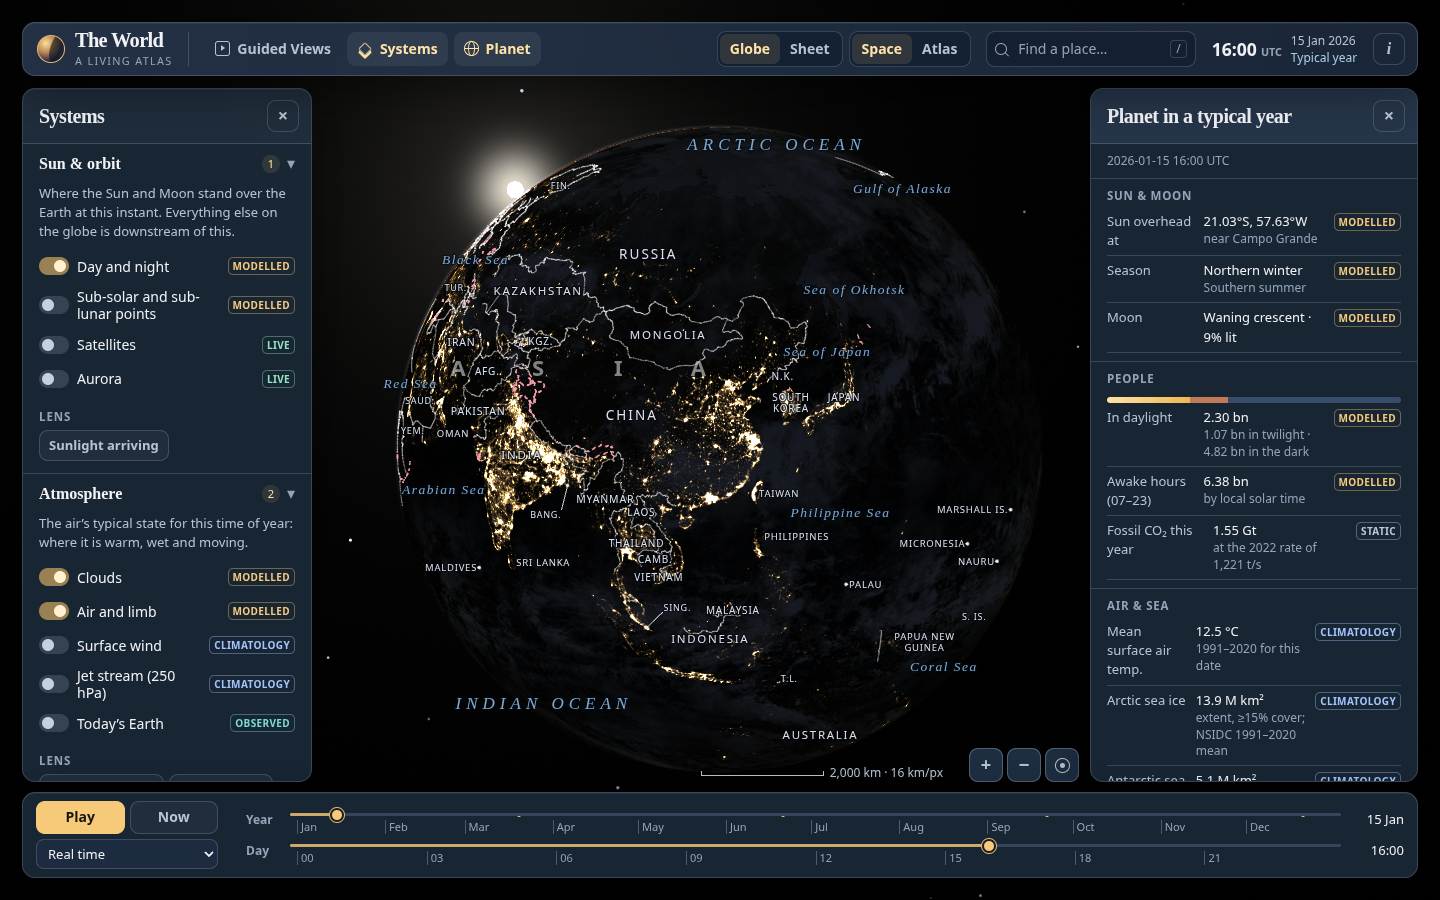 The World
A LIVING ATLAS
Guided Views
Systems
Planet
Globe
Sheet
Space
Atlas
Find a place...
/
16:00 UTC
15 Jan 2026
Typical year
i
Systems
×
Sun & orbit
1 ▼
Where the Sun and Moon stand over the
Earth at this instant. Everything else on
the globe is downstream of this.
Day and night
MODELLED
Sub-solar and sub-
lunar points
MODELLED
Satellites
LIVE
Aurora
LIVE
LENS
Sunlight arriving
Atmosphere
2 ▼
The air's typical state for this time of year:
where it is warm, wet and moving.
Clouds
MODELLED
Air and limb
MODELLED
Surface wind
CLIMATOLOGY
Jet stream (250
hPa)
CLIMATOLOGY
Today's Earth
OBSERVED
LENS
ARCTIC OCEAN
Gulf of Alaska
FIN.
RUSSIA
Black Sea
TUR.
KAZAKHSTAN
Sea of Okhotsk
MONGOLIA
IRAN
KGZ.
Sea of Japan
ASIA
AFG.
N.K.
Red Sea
SAUD.
PAKISTAN
CHINA
SOUTH
KOREA
JAPAN
YEM.
OMAN
INDIA
Arabian Sea
MYANMAR
TAIWAN
BANG.
LAOS
Philippine Sea
MARSHALL IS.
THAILAND
PHILIPPINES
MICRONESIA
MALDIVES
SRI LANKA
CAMB.
NAURU
VIETNAM
PALAU
SING.
MALAYSIA
S. IS.
INDONESIA
PAPUA NEW
GUINEA
Coral Sea
T.L.
INDIAN OCEAN
AUSTRALIA
2,000 km · 16 km/px
+
−
Planet in a typical year
×
2026-01-15 16:00 UTC
SUN & MOON
Sun overhead
at
21.03°S, 57.63°W
near Campo Grande
MODELLED
Season
Northern winter
Southern summer
MODELLED
Moon
Waning crescent ·
9% lit
MODELLED
PEOPLE
In daylight
2.30 bn
1.07 bn in twilight ·
4.82 bn in the dark
MODELLED
Awake hours
(07–23)
6.38 bn
by local solar time
MODELLED
Fossil CO₂ this
year
1.55 Gt
at the 2022 rate of
1,221 t/s
STATIC
AIR & SEA
Mean
surface air
temp.
12.5 °C
1991–2020 for this
date
CLIMATOLOGY
Arctic sea ice
13.9 M km²
extent, ≥15% cover;
NSIDC 1991–2020
mean
CLIMATOLOGY
Antarctic sea
5.1 M km²
CLIMATOLOGY
Play
Now
Real time
Year
Jan
Feb
Mar
Apr
May
Jun
Jul
Aug
Sep
Oct
Nov
Dec
15 Jan
Day
00
03
06
09
12
15
18
21
16:00